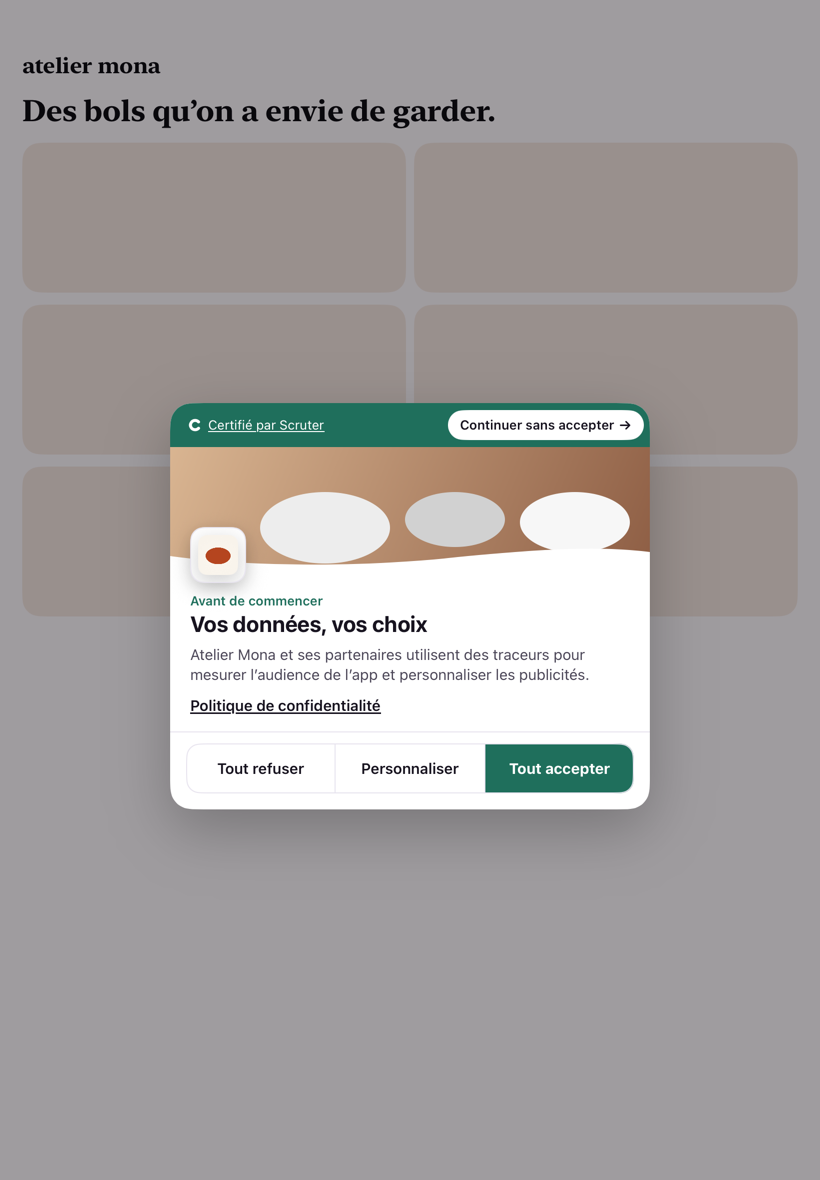 atelier mona
Des bols qu’on a envie de garder.
Certifié par Scruter
Continuer sans accepter →
Avant de commencer
Vos données, vos choix
Atelier Mona et ses partenaires utilisent des traceurs pour
mesurer l’audience de l’app et personnaliser les publicités.
Politique de confidentialité
Tout refuser
Personnaliser
Tout accepter